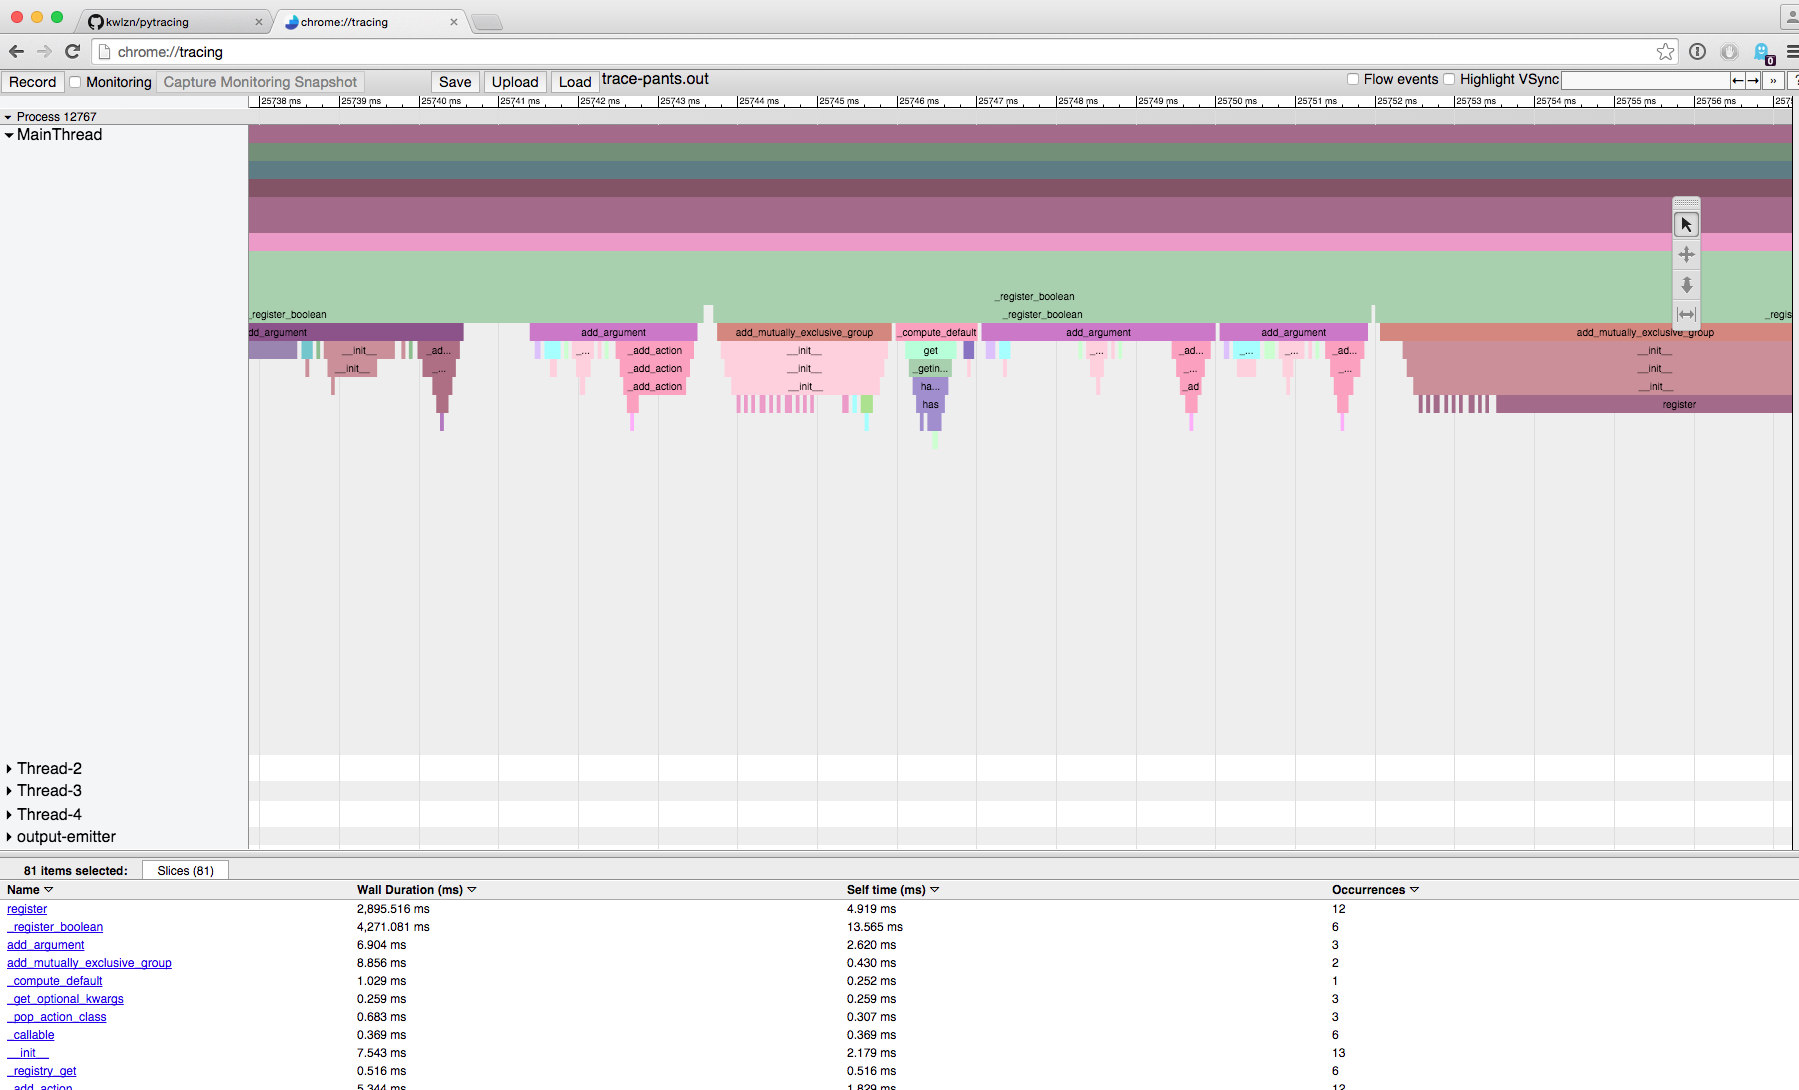 kwlzn/pytracing
chrome://tracing
chrome://tracing
0
Record Monitoring Capture Monitoring Snapshot Save Upload Load trace-pants.out Flow events Highlight VSync ← → » ?
25738 ms 25739 ms 25740 ms 25741 ms 25742 ms 25743 ms 25744 ms 25745 ms 25746 ms 25747 ms 25748 ms 25749 ms 25750 ms 25751 ms 25752 ms 25753 ms 25754 ms 25755 ms 25756 ms 257
Process 12767
MainThread
_register_boolean
_register_boolean _register_boolean _regis
dd_argument add_argument add_mutually_exclusive_group _compute_default add_argument add_argument add_mutually_exclusive_group
__init__ _ad... _... _add_action __init__ get _... _ad... _... _... _ad... __init__
__init__ _... _add_action __init__ _getin... _... _... __init__
_add_action __init__ ha... _ad __init__
has register
Thread-2
Thread-3
Thread-4
output-emitter
81 items selected: Slices (81)
Name Wall Duration (ms) Self time (ms) Occurrences
register 2,895.516 ms 4.919 ms 12
_register_boolean 4,271.081 ms 13.565 ms 6
add_argument 6.904 ms 2.620 ms 3
add_mutually_exclusive_group 8.856 ms 0.430 ms 2
_compute_default 1.029 ms 0.252 ms 1
_get_optional_kwargs 0.259 ms 0.259 ms 3
_pop_action_class 0.683 ms 0.307 ms 3
_callable 0.369 ms 0.369 ms 6
__init__ 7.543 ms 2.179 ms 13
_registry_get 0.516 ms 0.516 ms 6
_add_action 5.344 ms 1.829 ms 12